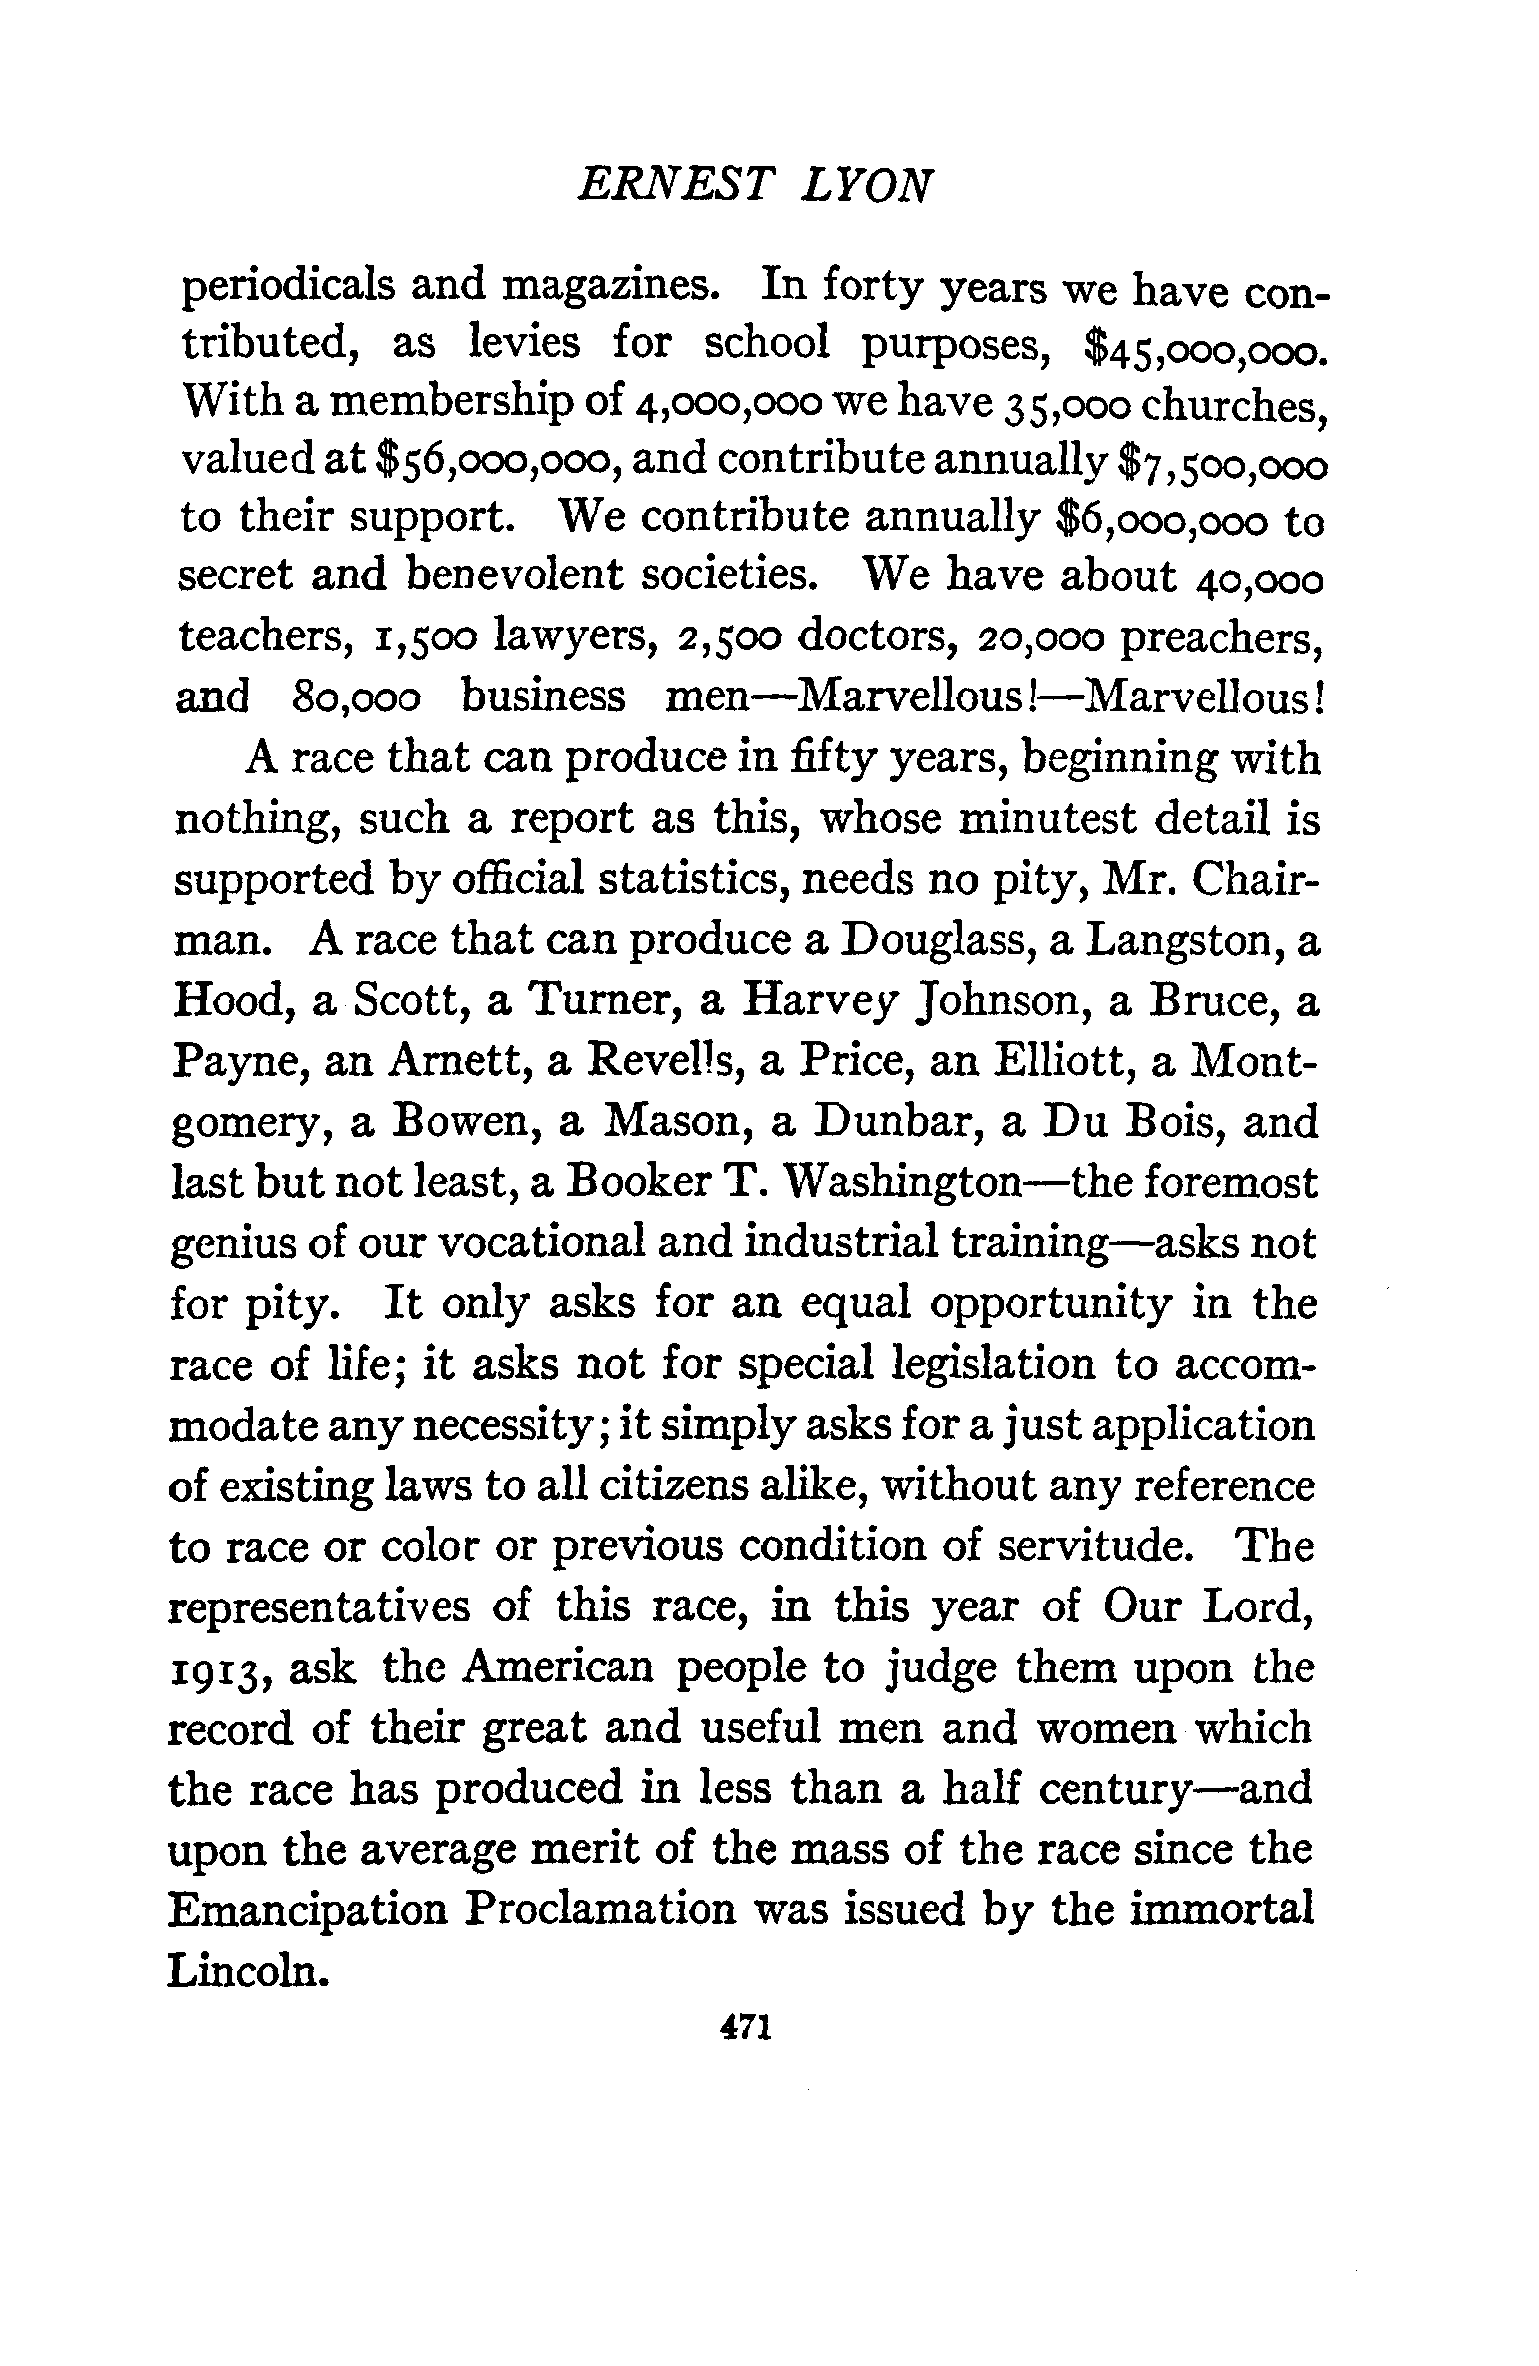 ERNEST LYON
periodicals and magazines. In forty years we have con-
tributed, as levies for school purposes, $45,000,000.
With a membership of 4,000,000 we have 35,000 churches,
valued at $56,000,000, and contribute annually $7,500,000
to their support. We contribute annually $6,000,000 to
secret and benevolent societies. We have about 40,000
teachers, 1,500 lawyers, 2,500 doctors, 20,000 preachers,
and 80,000 business men—Marvellous!—Marvellous!
A race that can produce in fifty years, beginning with
nothing, such a report as this, whose minutest detail is
supported by official statistics, needs no pity, Mr. Chair-
man. A race that can produce a Douglass, a Langston, a
Hood, a Scott, a Turner, a Harvey Johnson, a Bruce, a
Payne, an Arnett, a Revells, a Price, an Elliott, a Mont-
gomery, a Bowen, a Mason, a Dunbar, a Du Bois, and
last but not least, a Booker T. Washington—the foremost
genius of our vocational and industrial training—asks not
for pity. It only asks for an equal opportunity in the
race of life; it asks not for special legislation to accom-
modate any necessity; it simply asks for a just application
of existing laws to all citizens alike, without any reference
to race or color or previous condition of servitude. The
representatives of this race, in this year of Our Lord,
1913, ask the American people to judge them upon the
record of their great and useful men and women which
the race has produced in less than a half century—and
upon the average merit of the mass of the race since the
Emancipation Proclamation was issued by the immortal
Lincoln.
471